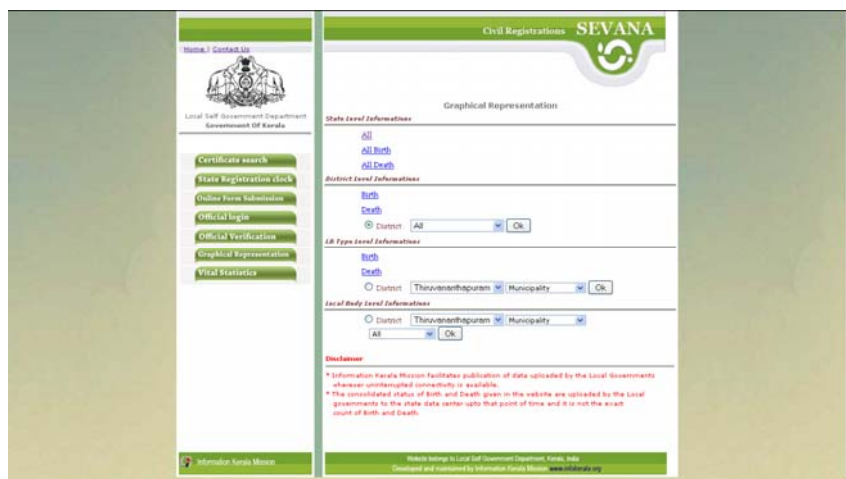 Civil Registrations SEVANA
Home | Contact Us
Local Self Government Department
Government Of Kerala
Certificate search
State Registration clock
Online Form Submission
Official login
Official Verification
Graphical Representation
Vital Statistics
Graphical Representation
State Level Informations
All
All Birth
All Death
District Level Informations
Birth
Death
District All Ok
LB Type Level Informations
Birth
Death
District Thiruvananthapuram Municipality Ok
Local Body Level Informations
District Thiruvananthapuram Municipality
All Ok
Disclaimer
* Information Kerala Mission facilitates publication of data uploaded by the Local Governments
wherever uninterrupted connectivity is available.
* The consolidated status of Birth and Death given in the website are uploaded by the Local
governments to the state data center upto that point of time and it is not the exact
count of Birth and Death.
Information Kerala Mission
Website belongs to Local Self Government Department, Kerala, India
Developed and maintained by Information Kerala Mission www.infokerala.org